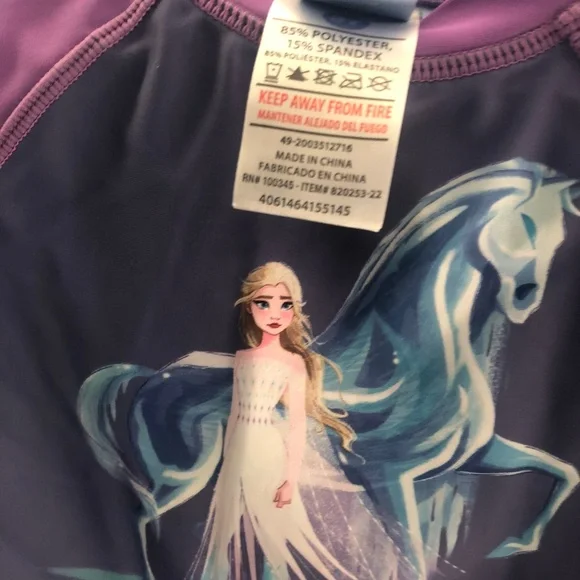 85% POLYESTER,
15% SPANDEX
85% POLIÉSTER, 15% ELASTANO
KEEP AWAY FROM FIRE
MANTENER ALEJADO DEL FUEGO
49-2003512716
MADE IN CHINA
FABRICADO EN CHINA
RN# 100345 - ITEM# 820253-22
4061464155145